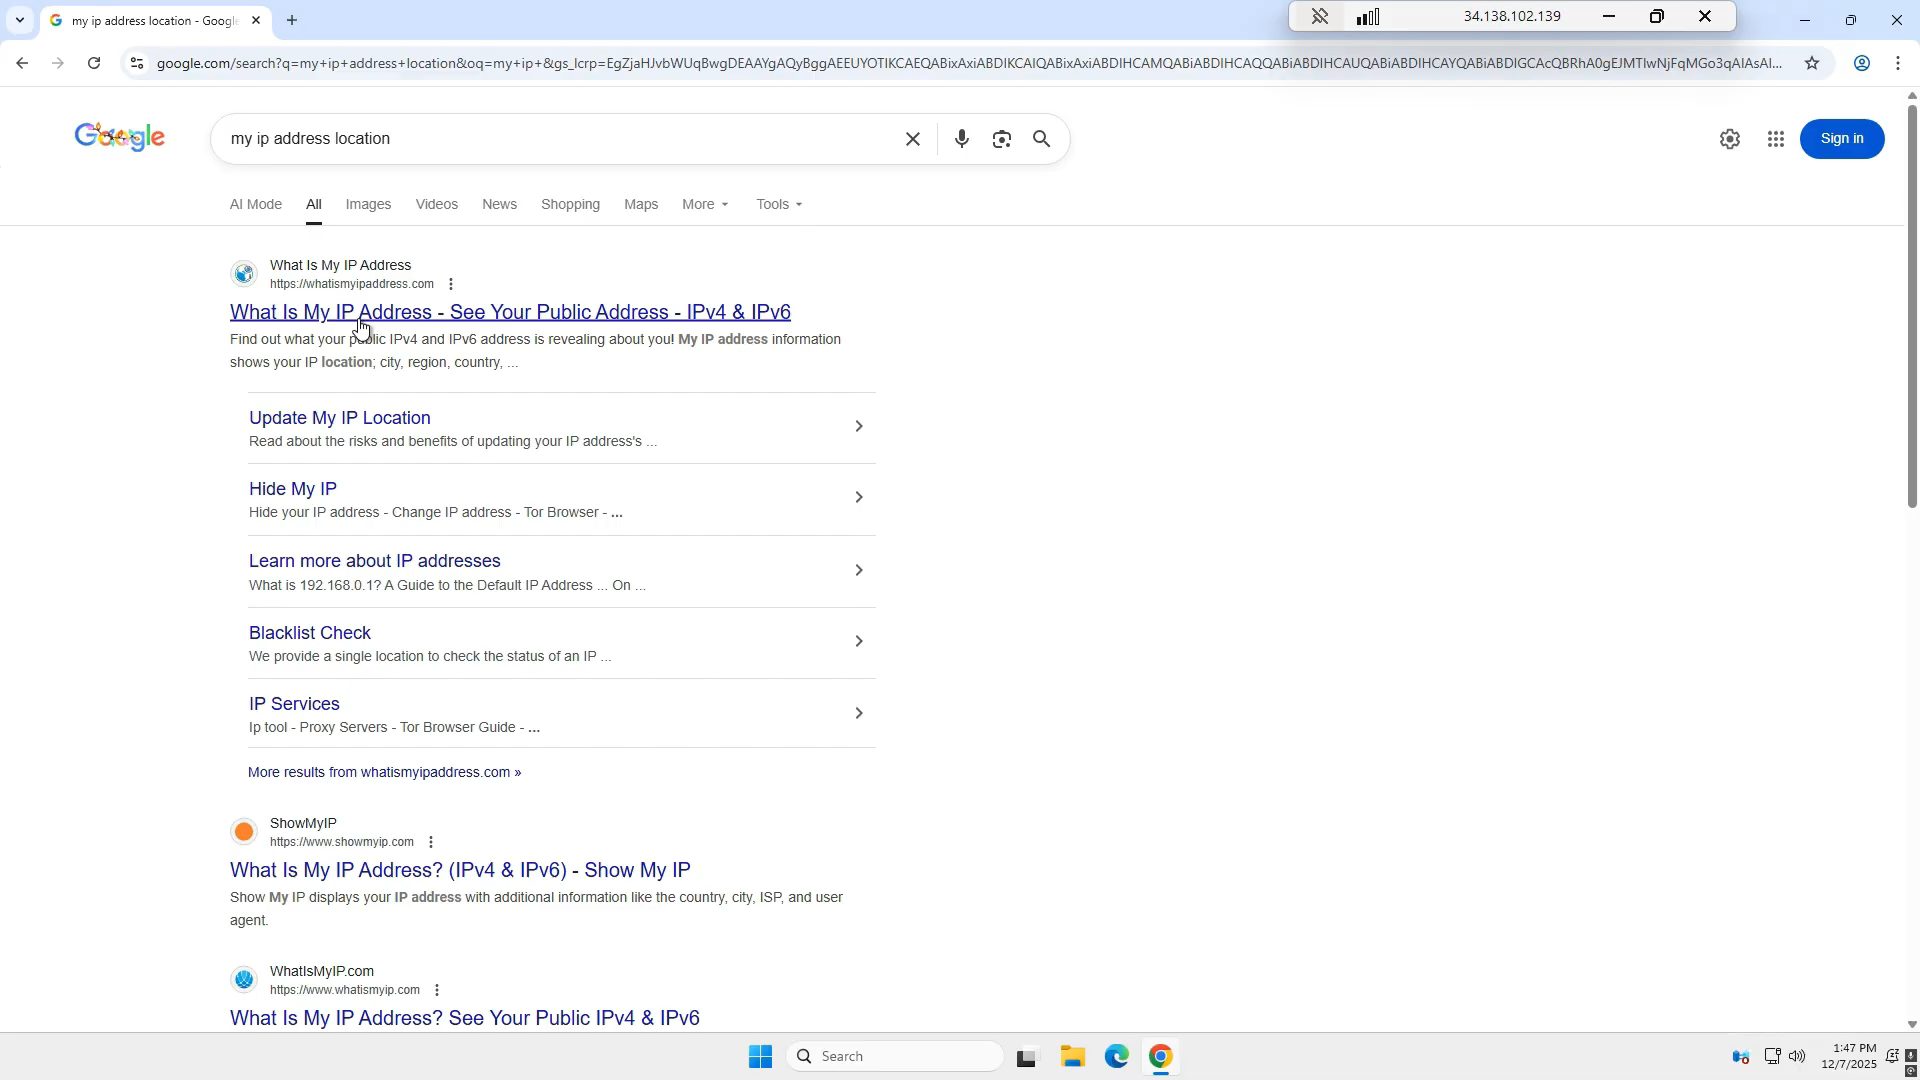 my ip address location - Google
34.138.102.139
google.com/search?q=my+ip+address+location&oq=my+ip+&gs_lcrp=
Google
my ip address location
Sign in
AI Mode All Images Videos News Shopping Maps More Tools
What Is My IP Address
https://whatismyipaddress.com
What Is My IP Address - See Your Public Address - IPv4 & IPv6
Find out what your public IPv4 and IPv6 address is revealing about you! My IP address information
shows your IP location; city, region, country, ...
Update My IP Location
Read about the risks and benefits of updating your IP address's ...
Hide My IP
Hide your IP address - Change IP address - Tor Browser - ...
Learn more about IP addresses
What is 192.168.0.1? A Guide to the Default IP Address ... On ...
Blacklist Check
We provide a single location to check the status of an IP ...
IP Services
Ip tool - Proxy Servers - Tor Browser Guide - ...
More results from whatismyipaddress.com »
ShowMyIP
https://www.showmyip.com
What Is My IP Address? (IPv4 & IPv6) - Show My IP
Show My IP displays your IP address with additional information like the country, city, ISP, and user
agent.
WhatIsMyIP.com
https://www.whatismyip.com
What Is My IP Address? See Your Public IPv4 & IPv6
Search
1:47 PM
12/7/2025